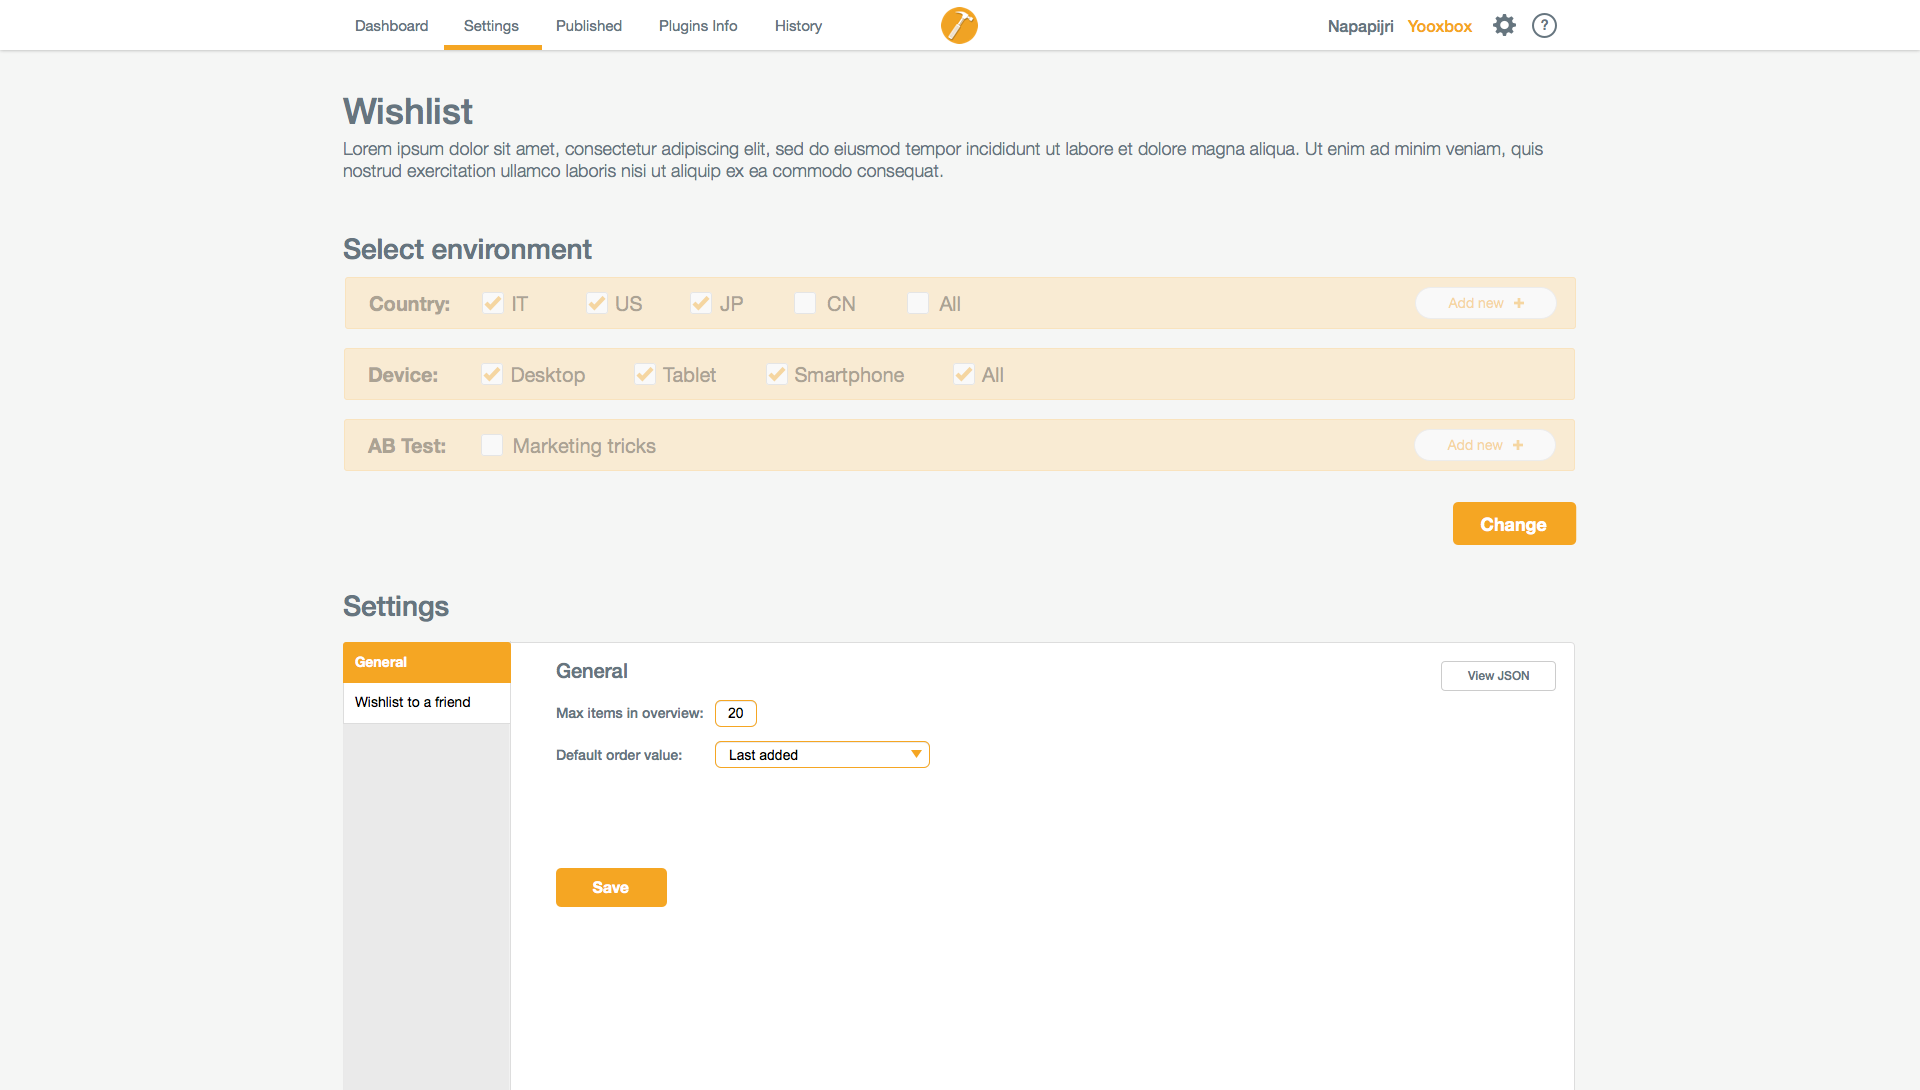 Dashboard Settings Published Plugins Info History Napapijri Yooxbox ?
Wishlist
Lorem ipsum dolor sit amet, consectetur adipiscing elit, sed do eiusmod tempor incididunt ut labore et dolore magna aliqua. Ut enim ad minim veniam, quis
nostrud exercitation ullamco laboris nisi ut aliquip ex ea commodo consequat.
Select environment
Country: IT US JP CN All Add new +
Device: Desktop Tablet Smartphone All
AB Test: Marketing tricks Add new +
Change
Settings
General
Wishlist to a friend
General
View JSON
Max items in overview: 20
Default order value: Last added
Save